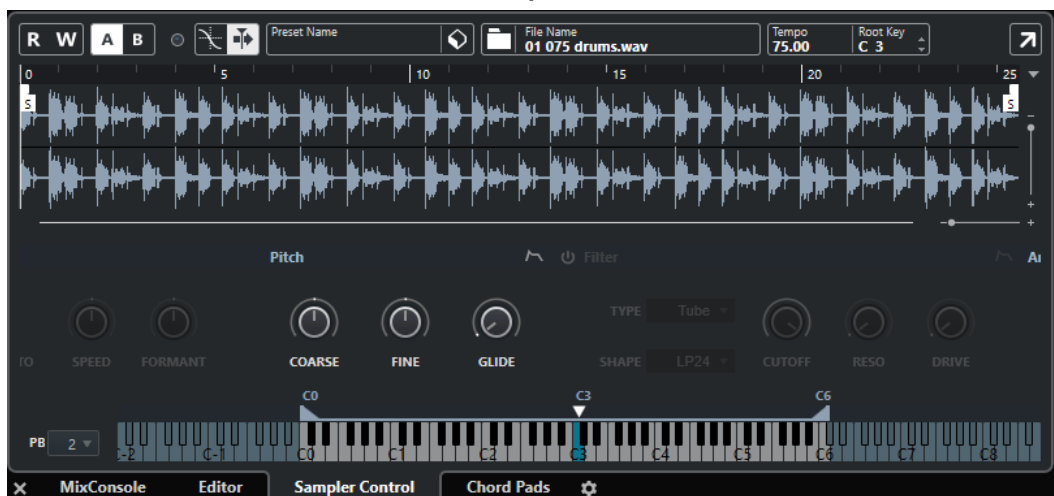 R W A B Preset Name File Name Tempo Root Key
01 075 drums.wav 75.00 C 3
0 5 10 15 20 25
S S
Pitch Filter
TYPE Tube
TO SPEED FORMANT COARSE FINE GLIDE SHAPE LP24 CUTOFF RESO DRIVE
C0 C3 C6
PB 2 -2 C-1 C0 C1 C2 C3 C4 C5 C6 C7 C8
MixConsole Editor Sampler Control Chord Pads